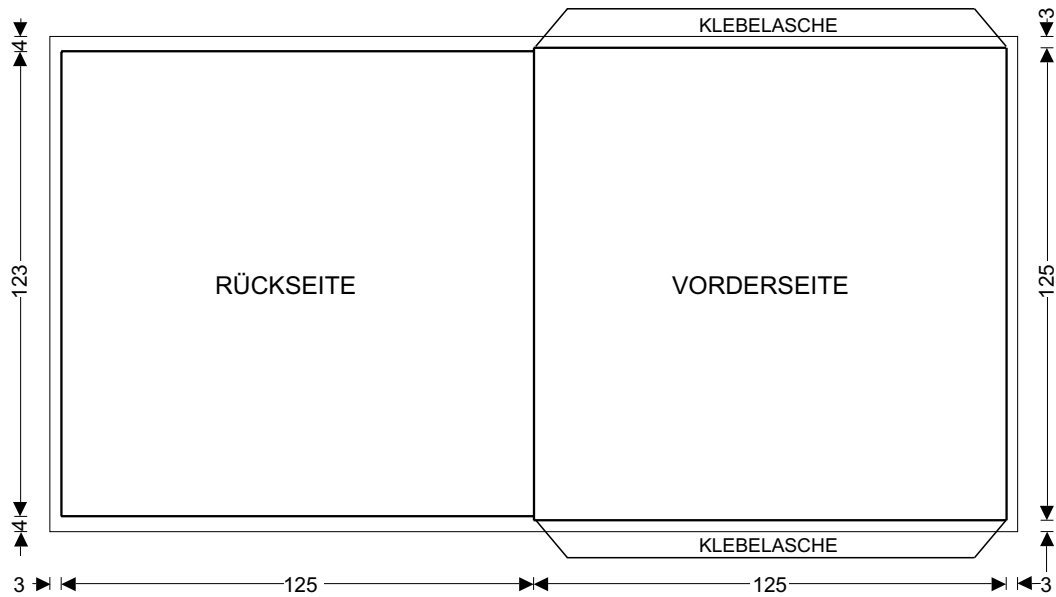 KLEBELASCHE
3
4
123
RÜCKSEITE
VORDERSEITE
125
4
KLEBELASCHE
3
125
125
3